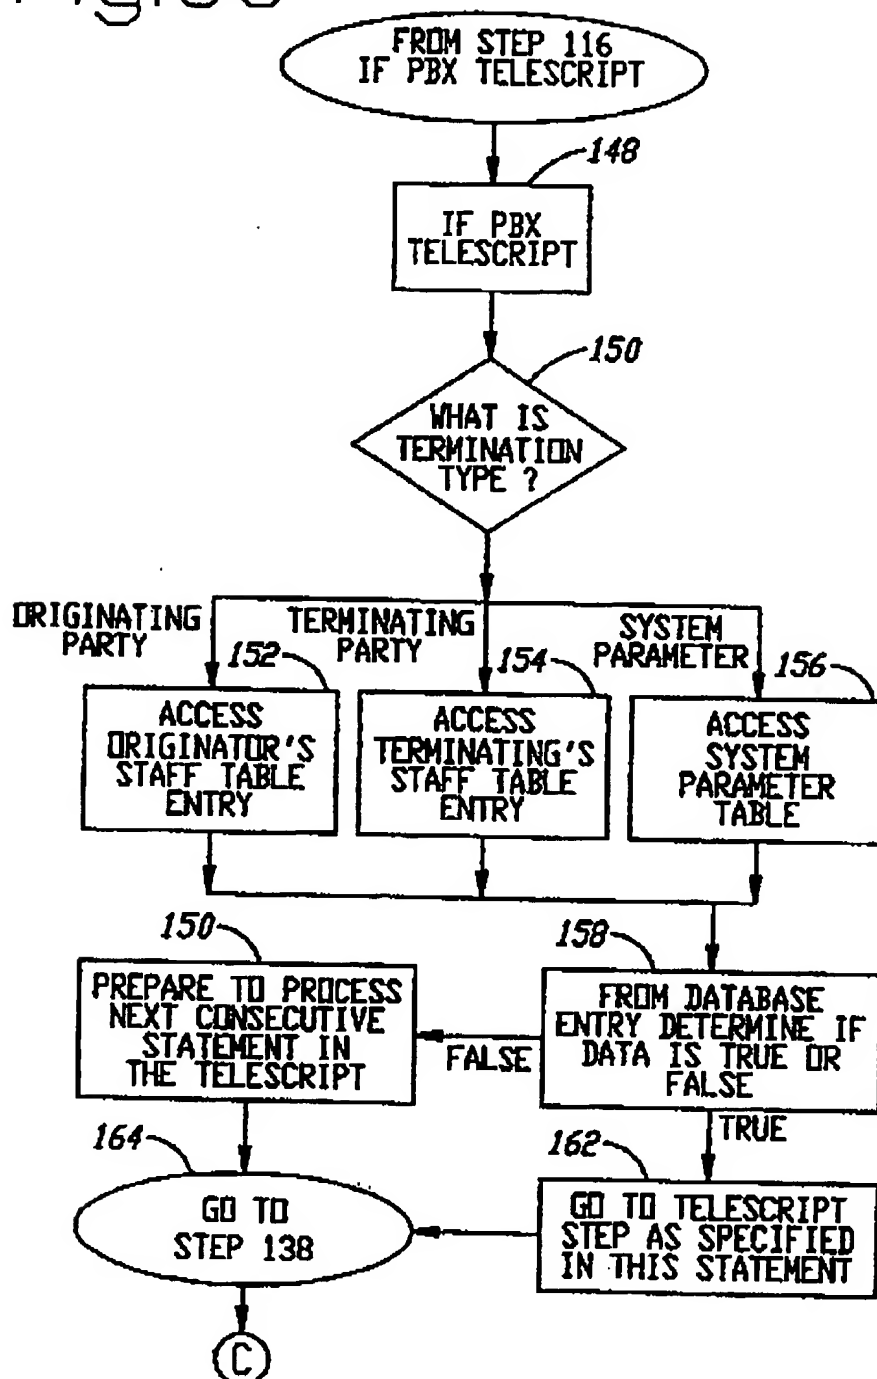 FROM STEP 116
IF PBX TELESCRIPT
148
IF PBX
TELESCRIPT
150
WHAT IS
TERMINATION
TYPE ?
ORIGINATING
PARTY
TERMINATING
PARTY
SYSTEM
PARAMETER
152
154
156
ACCESS
ORIGINATOR'S
STAFF TABLE
ENTRY
ACCESS
TERMINATING'S
STAFF TABLE
ENTRY
ACCESS
SYSTEM
PARAMETER
TABLE
150
158
PREPARE TO PROCESS
NEXT CONSECUTIVE
STATEMENT IN
THE TELESCRIPT
FALSE
FROM DATABASE
ENTRY DETERMINE IF
DATA IS TRUE OR
FALSE
TRUE
164
162
GO TO
STEP 138
GO TO TELESCRIPT
STEP AS SPECIFIED
IN THIS STATEMENT
C